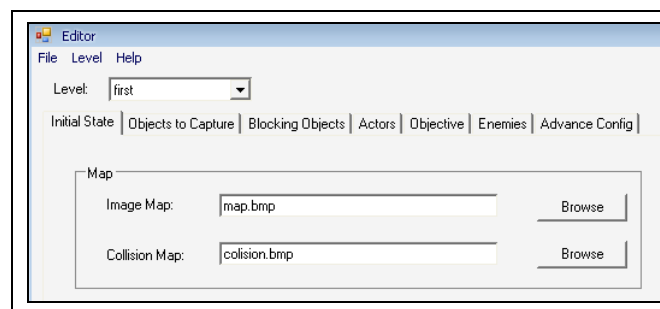 Editor
File Level Help
Level: first
Initial State Objects to Capture Blocking Objects Actors Objective Enemies Advance Config
Map
Image Map: map.bmp Browse
Collision Map: colision.bmp Browse